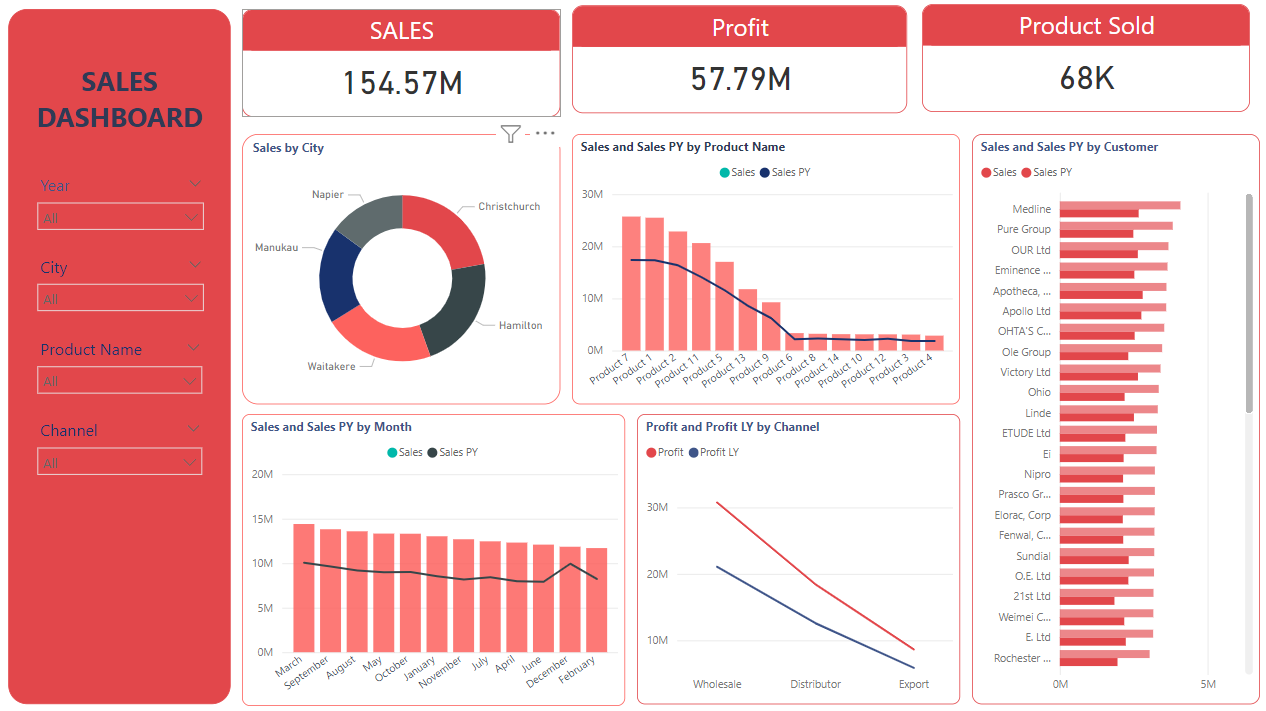 SALES
DASHBOARD
Year
All
City
All
Product Name
All
Channel
All
SALES
154.57M
Profit
57.79M
Product Sold
68K
Sales by City
Napier
Christchurch
Manukau
Hamilton
Waitakere
Sales and Sales PY by Product Name
Sales Sales PY
30M
20M
10M
0M
Product 7
Product 1
Product 2
Product 11
Product 5
Product 13
Product 9
Product 6
Product 8
Product 14
Product 10
Product 12
Product 3
Product 4
Sales and Sales PY by Customer
Sales Sales PY
Medline
Pure Group
OUR Ltd
Eminence ...
Apotheca, ...
Apollo Ltd
OHTA'S C...
Ole Group
Victory Ltd
Ohio
Linde
ETUDE Ltd
Ei
Nipro
Prasco Gr...
Elorac, Corp
Fenwal, C...
Sundial
O.E. Ltd
21st Ltd
Weimei C...
E. Ltd
Rochester ...
0M 5M
Sales and Sales PY by Month
Sales Sales PY
20M
15M
10M
5M
0M
March
September
August
May
October
January
November
July
April
June
December
February
Profit and Profit LY by Channel
Profit Profit LY
30M
20M
10M
Wholesale Distributor Export